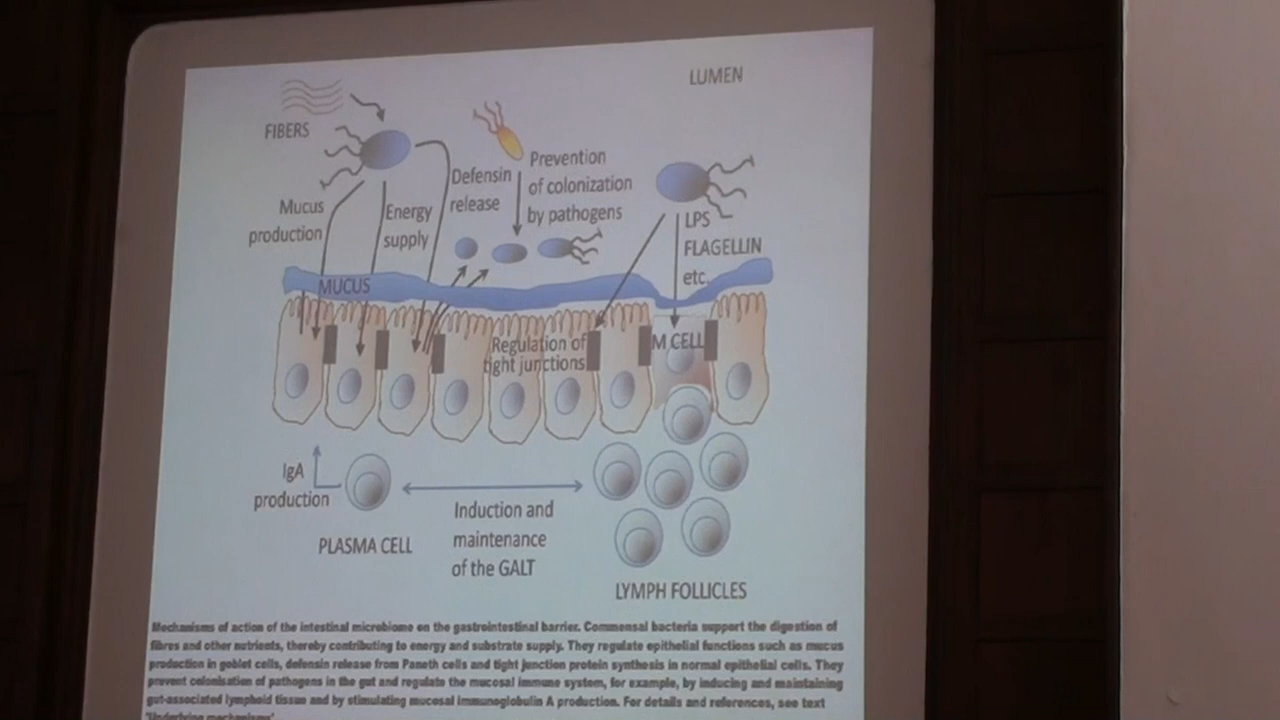 LUMEN
FIBERS
Mucus
production
Energy
supply
Defensin
release
Prevention
of colonization
by pathogens
LPS
FLAGELLIN
etc.
MUCUS
Regulation of
tight junctions
M CELL
IgA
production
PLASMA CELL
Induction and
maintenance
of the GALT
LYMPH FOLLICLES
Mechanisms of action of the intestinal microbiome on the gastrointestinal barrier. Commensal bacteria support the digestion of
fibres and other nutrients, thereby contributing to energy and substrate supply. They regulate epithelial functions such as mucus
production in goblet cells, defensin release from Paneth cells and tight junction protein synthesis in normal epithelial cells. They
prevent colonisation of pathogens in the gut and regulate the mucosal immune system, for example, by inducing and maintaining
gut-associated lymphoid tissue and by stimulating mucosal immunoglobulin A production. For details and references, see text
'Underlying mechanisms'.